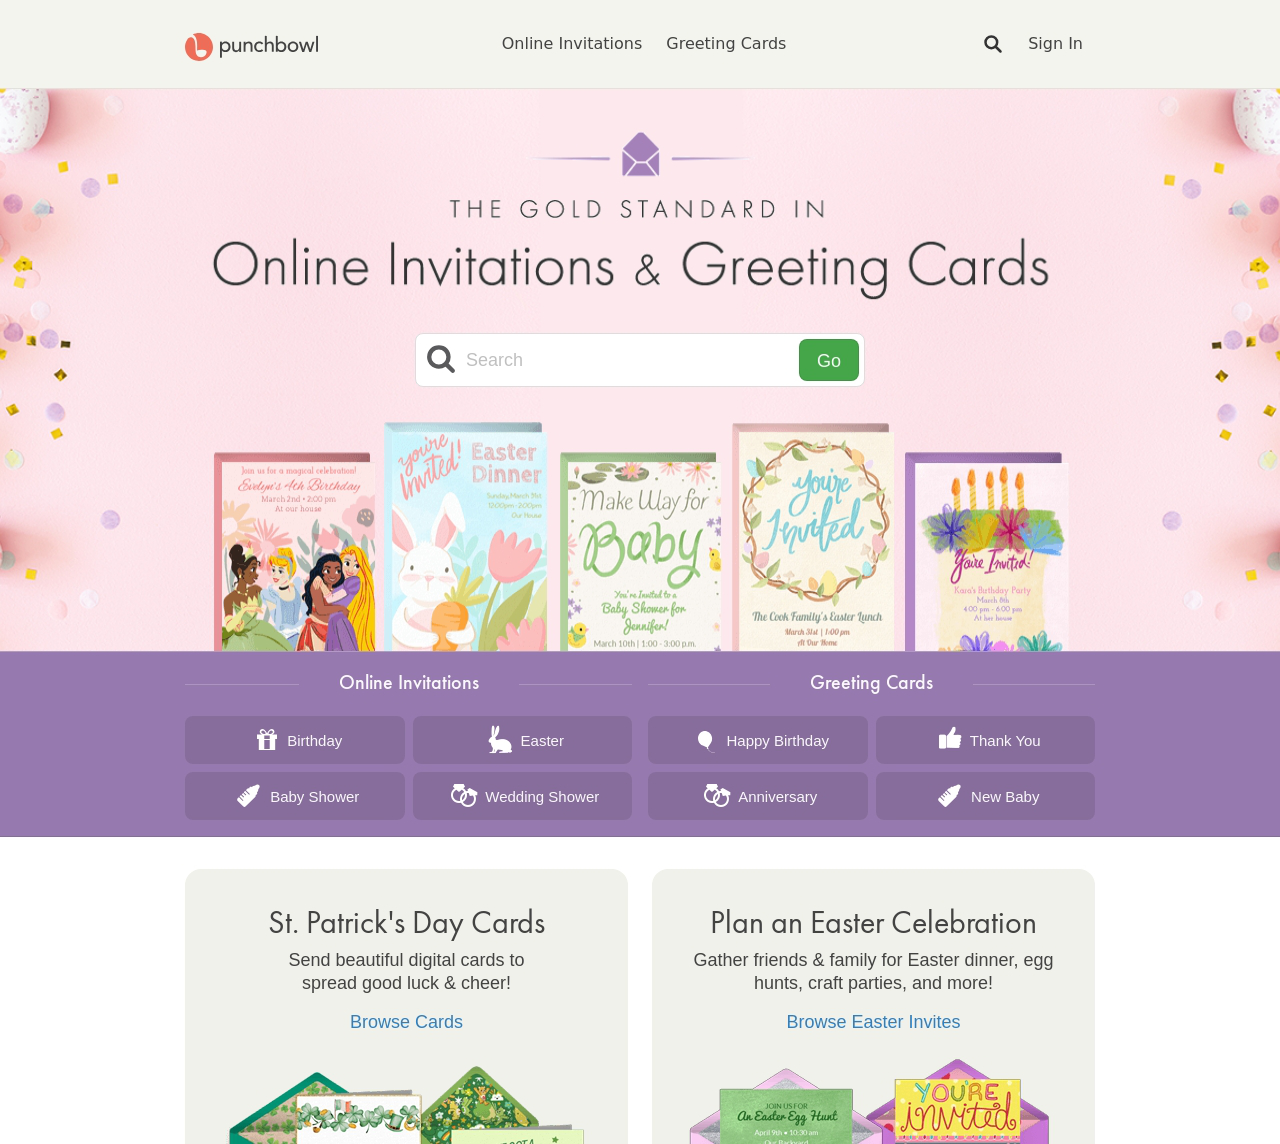 punchbowl
Online Invitations
Greeting Cards
Sign In
THE GOLD STANDARD IN
Online Invitations & Greeting Cards
Search
Go
Join us for a magical celebration!
Evelyn's 4th Birthday
March 2nd • 2:00 pm
At our house
you're
Invited!
Easter
Dinner
Sunday, March 31st
12:00pm - 2:00pm
Our House
Make Way for
Baby
You're Invited to a
Baby Shower for
Jennifer!
March 10th | 1:00 - 3:00 p.m.
you're
Invited
The Cook Family's Easter Lunch
March 31st | 1:00 pm
At Our Home
You're Invited!
Kara's Birthday Party
March 8th
4:00 pm - 6:00 pm
At her house
Online Invitations
Greeting Cards
Birthday
Easter
Happy Birthday
Thank You
Baby Shower
Wedding Shower
Anniversary
New Baby
St. Patrick's Day Cards
Send beautiful digital cards to
spread good luck & cheer!
Browse Cards
Plan an Easter Celebration
Gather friends & family for Easter dinner, egg
hunts, craft parties, and more!
Browse Easter Invites
JOIN US FOR
An Easter Egg Hunt
April 9th • 10:30 am
Our Backyard
YOU'RE
invited